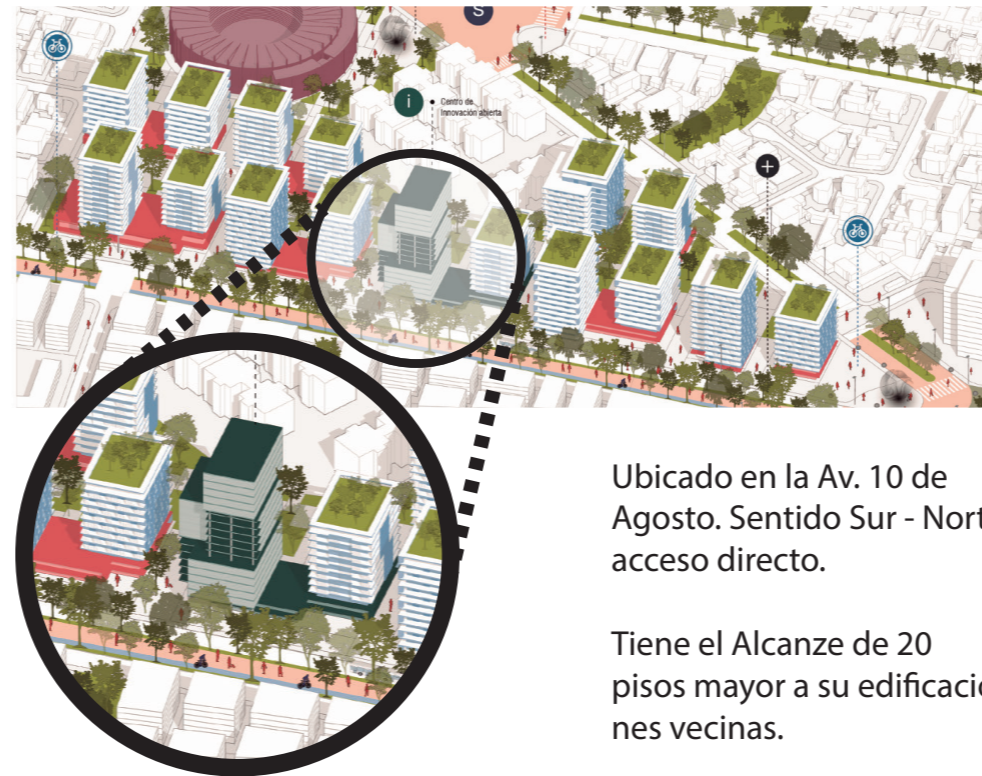 S
i
Centro de
Innovación abierta
+
Ubicado en la Av. 10 de
Agosto. Sentido Sur - Nort
acceso directo.
Tiene el Alcanze de 20
pisos mayor a su edificacio
nes vecinas.